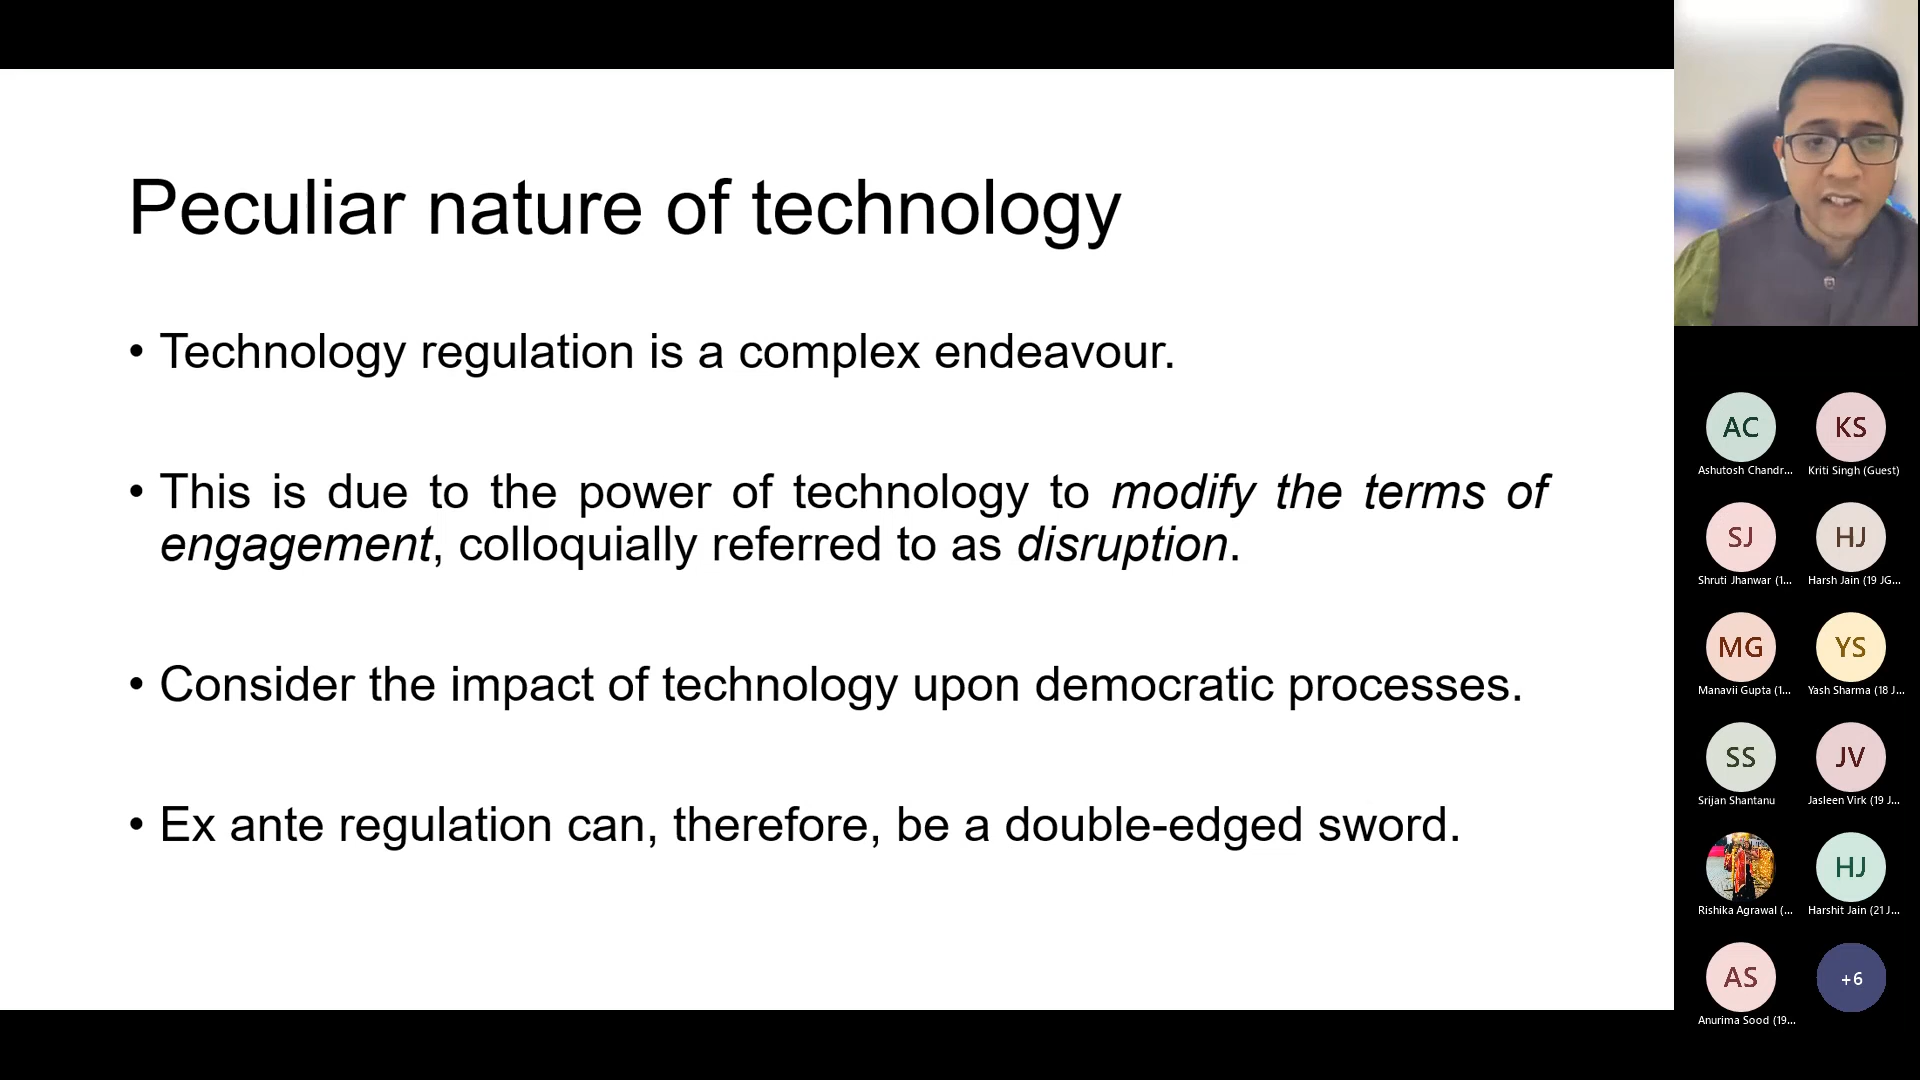 Peculiar nature of technology
• Technology regulation is a complex endeavour.
• This is due to the power of technology to modify the terms of
engagement, colloquially referred to as disruption.
• Consider the impact of technology upon democratic processes.
• Ex ante regulation can, therefore, be a double-edged sword.
AC
KS
Ashutosh Chandr...
Kriti Singh (Guest)
SJ
HJ
Shruti Jhanwar (1...
Harsh Jain (19 JG...
MG
YS
Manavii Gupta (1...
Yash Sharma (18 J...
SS
JV
Srijan Shantanu
Jasleen Virk (19 J...
Rishika Agrawal (...
HJ
Harshit Jain (21 J...
AS
+6
Anurima Sood (19...